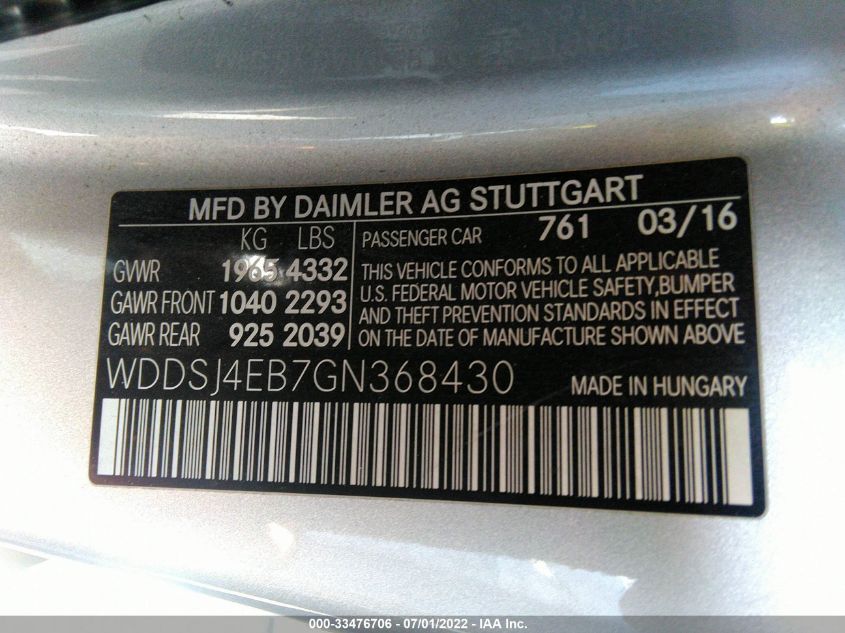 MFD BY DAIMLER AG STUTTGART
KG LBS
GVWR 1965 4332
GAWR FRONT 1040 2293
GAWR REAR 925 2039
PASSENGER CAR 761 03/16
THIS VEHICLE CONFORMS TO ALL APPLICABLE
U.S. FEDERAL MOTOR VEHICLE SAFETY,BUMPER
AND THEFT PREVENTION STANDARDS IN EFFECT
ON THE DATE OF MANUFACTURE SHOWN ABOVE
WDDSJ4EB7GN368430 MADE IN HUNGARY
000-33476706 - 07/01/2022 - IAA Inc.